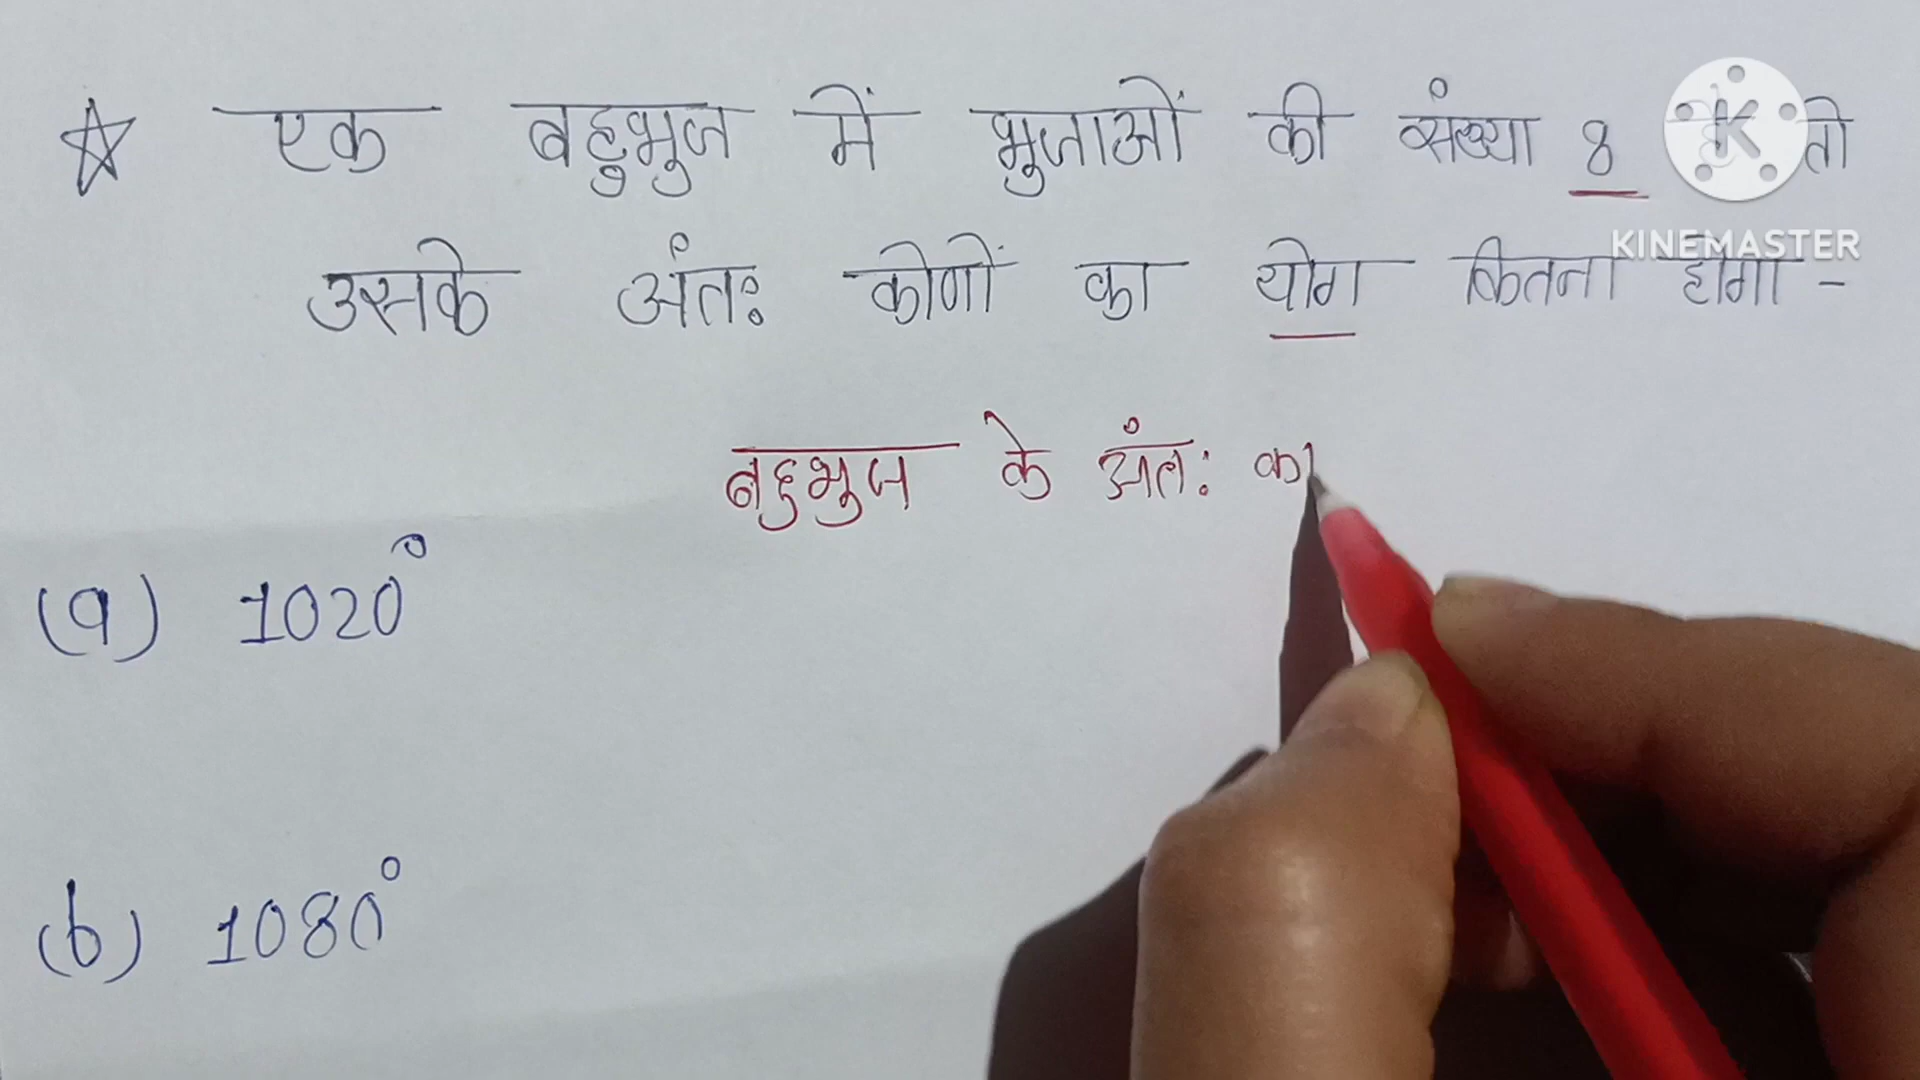 ☆ एक बहुभुज में भुजाओं की संख्या 8 है तो
उसके अंतः कोणों का योग कितना होगा -
बहुभुज के अंतः का
(a) 1020°
(b) 1080°
KINEMASTER